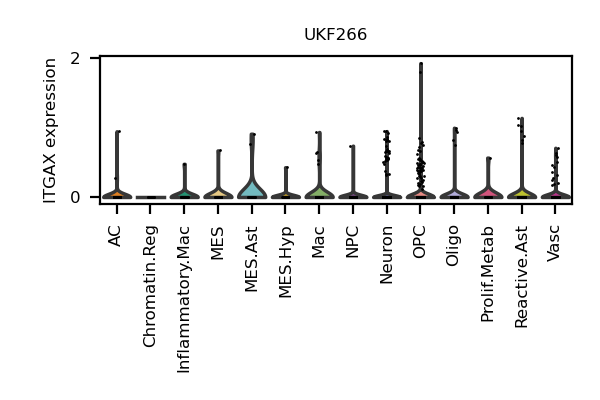 UKF266
ITGAX expression
2
0
AC
Chromatin.Reg
Inflammatory.Mac
MES
MES.Ast
MES.Hyp
Mac
NPC
Neuron
OPC
Oligo
Prolif.Metab
Reactive.Ast
Vasc